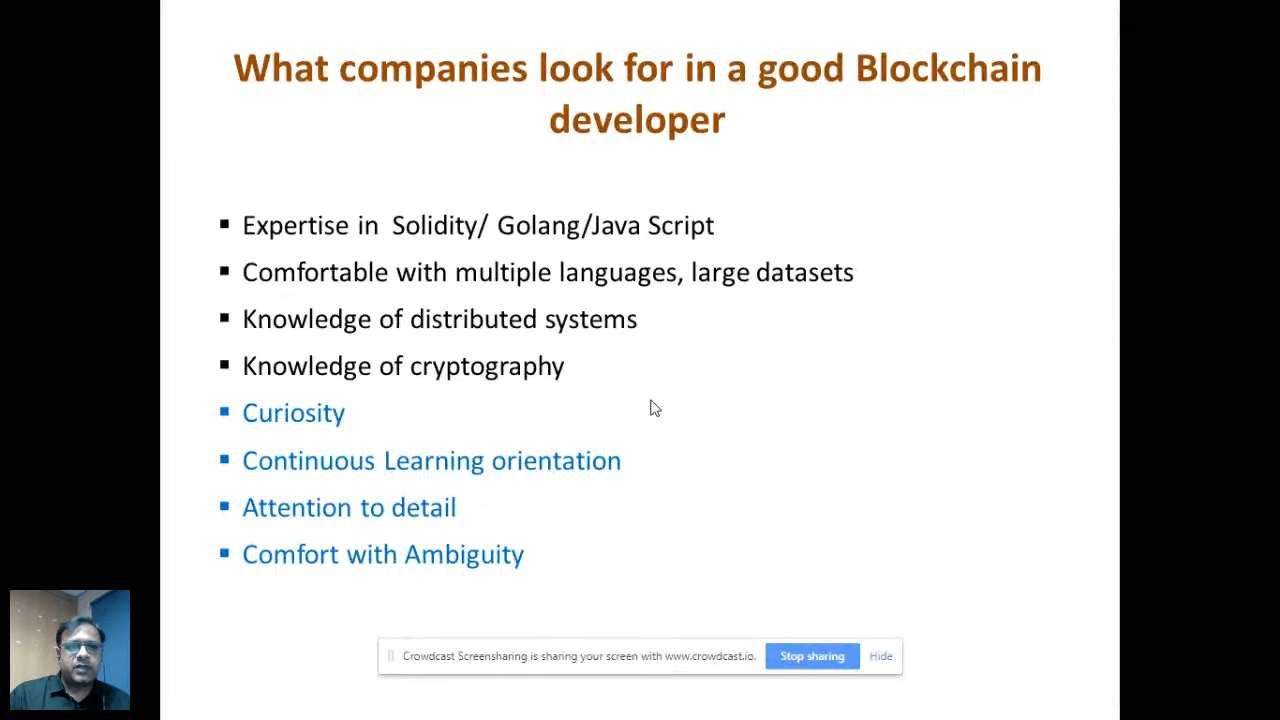 What companies look for in a good Blockchain
developer
▪ Expertise in Solidity/ Golang/Java Script
▪ Comfortable with multiple languages, large datasets
▪ Knowledge of distributed systems
▪ Knowledge of cryptography
▪ Curiosity
▪ Continuous Learning orientation
▪ Attention to detail
▪ Comfort with Ambiguity
Crowdcast Screensharing is sharing your screen with www.crowdcast.io. Stop sharing Hide